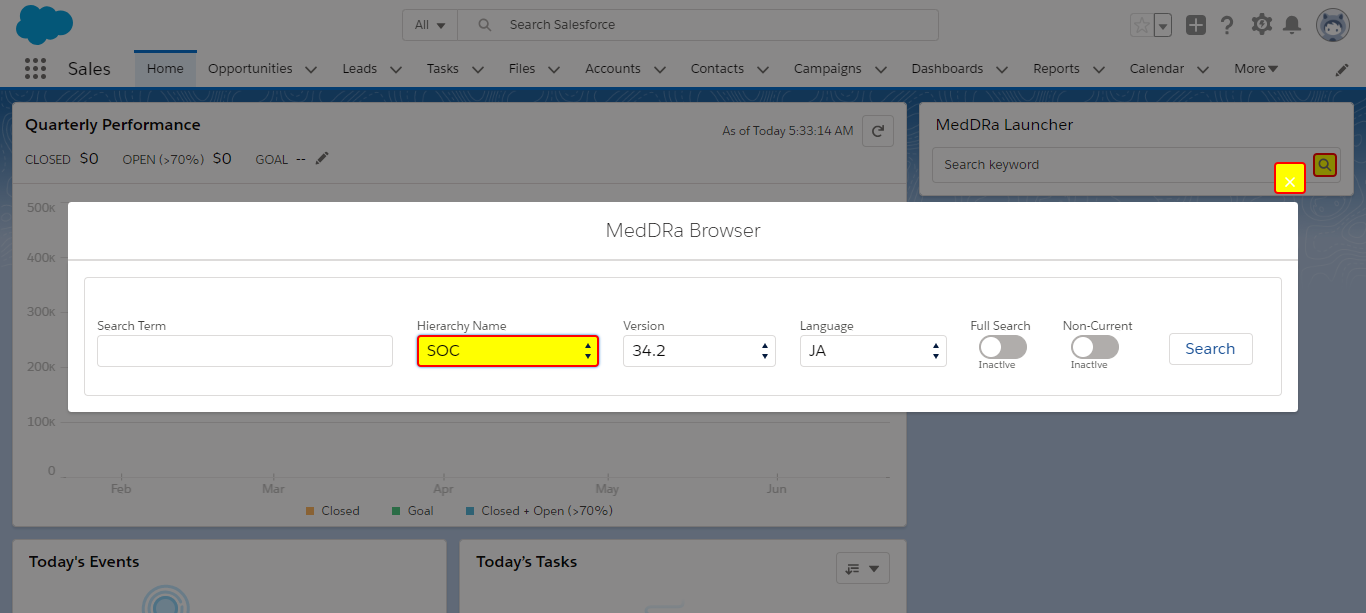 All
Search Salesforce
Sales
Home
Opportunities
Leads
Tasks
Files
Accounts
Contacts
Campaigns
Dashboards
Reports
Calendar
More
Quarterly Performance
As of Today 5:33:14 AM
CLOSED $0 OPEN (>70%) $0 GOAL --
MedDRa Launcher
Search keyword
500K
400K
300K
200K
100K
0
Feb Mar Apr May Jun
Closed Goal Closed + Open (>70%)
MedDRa Browser
Search Term
Hierarchy Name
SOC
Version
34.2
Language
JA
Full Search
Inactive
Non-Current
Inactive
Search
Today's Events
Today's Tasks